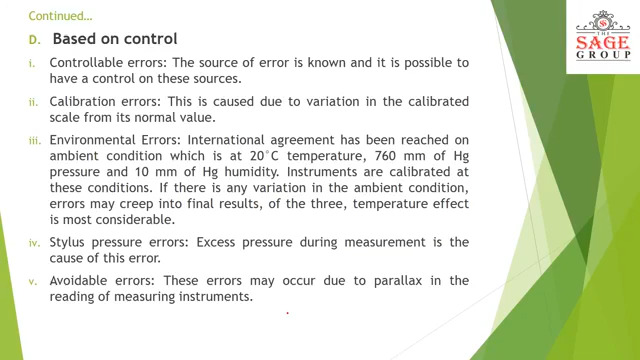 Continued…
D. Based on control
i. Controllable errors: The source of error is known and it is possible to
have a control on these sources.
ii. Calibration errors: This is caused due to variation in the calibrated
scale from its normal value.
iii. Environmental Errors: International agreement has been reached on
ambient condition which is at 20°C temperature, 760 mm of Hg
pressure and 10 mm of Hg humidity. Instruments are calibrated at
these conditions. If there is any variation in the ambient condition,
errors may creep into final results, of the three, temperature effect
is most considerable.
iv. Stylus pressure errors: Excess pressure during measurement is the
cause of this error.
v. Avoidable errors: These errors may occur due to parallax in the
reading of measuring instruments.
.
THE
SAGE
GROUP